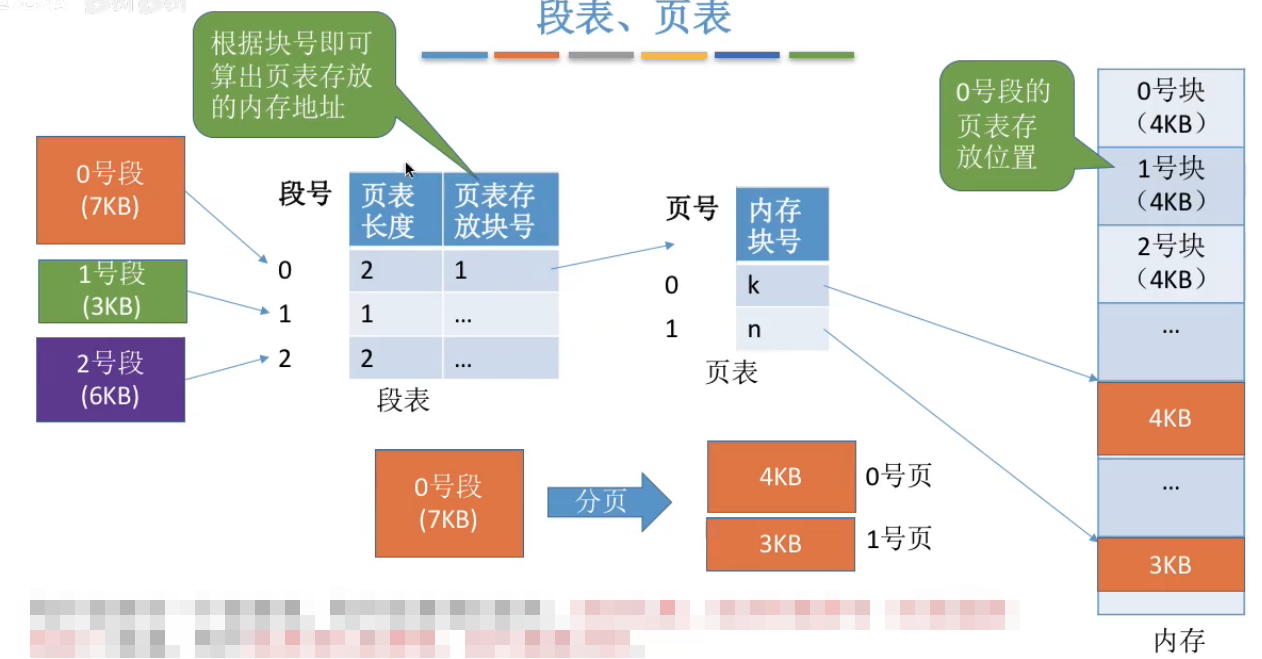 段表、页表
根据块号即可
算出页表存放
的内存地址
0号段
(7KB)
1号段
(3KB)
2号段
(6KB)
段号
页表
长度
页表存
放块号
0
2
1
1
1
...
2
2
...
段表
页号
内存
块号
0
k
1
n
页表
0号段的
页表存
放位置
0号块
（4KB）
1号块
（4KB）
2号块
（4KB）
...
4KB
...
3KB
内存
0号段
(7KB)
分页
4KB
0号页
3KB
1号页